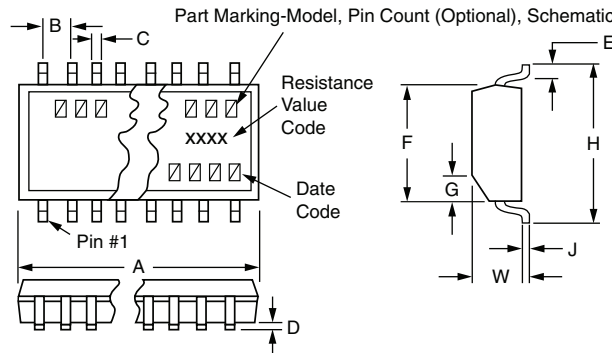 Part Marking-Model, Pin Count (Optional), Schematic
B
C
E
Resistance
Value
Code
XXXX
F
H
G
Date
Code
Pin #1
J
A
W
D